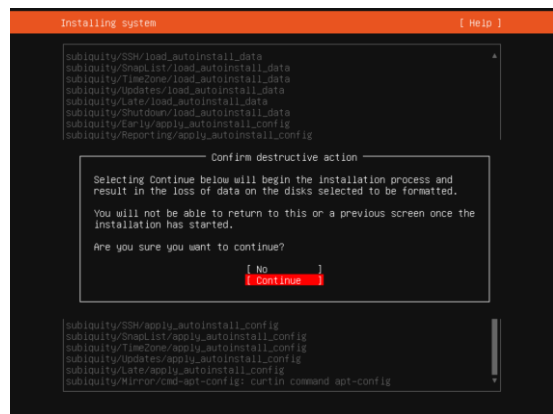 Installing system [ Help ]
subiquity/SSH/load_autoinstall_data
subiquity/SnapList/load_autoinstall_data
subiquity/TimeZone/load_autoinstall_data
subiquity/Updates/load_autoinstall_data
subiquity/Late/load_autoinstall_data
subiquity/Shutdown/load_autoinstall_data
subiquity/Early/apply_autoinstall_config
subiquity/Reporting/apply_autoinstall_config
Confirm destructive action
Selecting Continue below will begin the installation process and
result in the loss of data on the disks selected to be formatted.
You will not be able to return to this or a previous screen once the
installation has started.
Are you sure you want to continue?
[ No ]
[ Continue ]
subiquity/SSH/apply_autoinstall_config
subiquity/SnapList/apply_autoinstall_config
subiquity/TimeZone/apply_autoinstall_config
subiquity/Updates/apply_autoinstall_config
subiquity/Late/apply_autoinstall_config
subiquity/Mirror/cmd-apt-config: curtin command apt-config